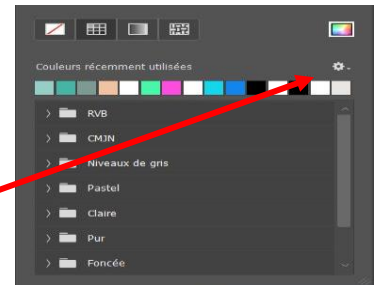 Couleurs récemment utilisées
RVB
CMJN
Niveaux de gris
Pastel
Claire
Pur
Foncée